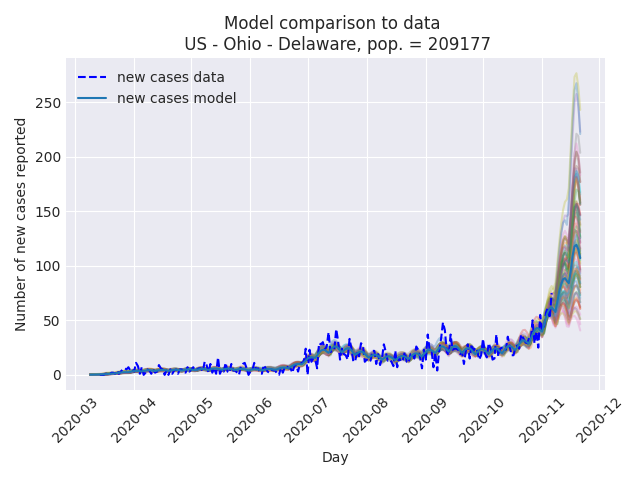 Model comparison to data
US - Ohio - Delaware, pop. = 209177
new cases data
new cases model
Number of new cases reported
250
200
150
100
50
0
2020-03
2020-04
2020-05
2020-06
2020-07
2020-08
2020-09
2020-10
2020-11
2020-12
Day